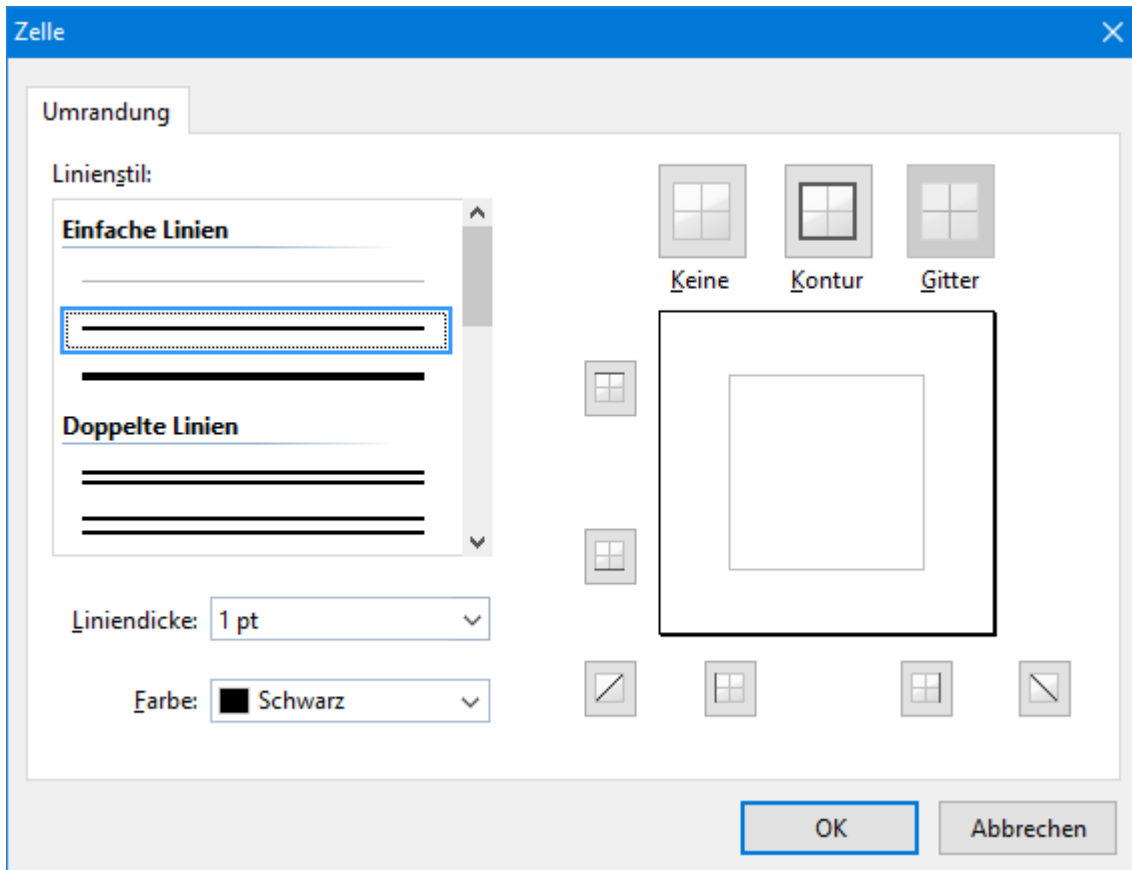 Zelle
Umrandung
Linienstil:
Einfache Linien
Doppelte Linien
Liniendicke: 1 pt
Farbe: Schwarz
Keine Kontur Gitter
OK Abbrechen